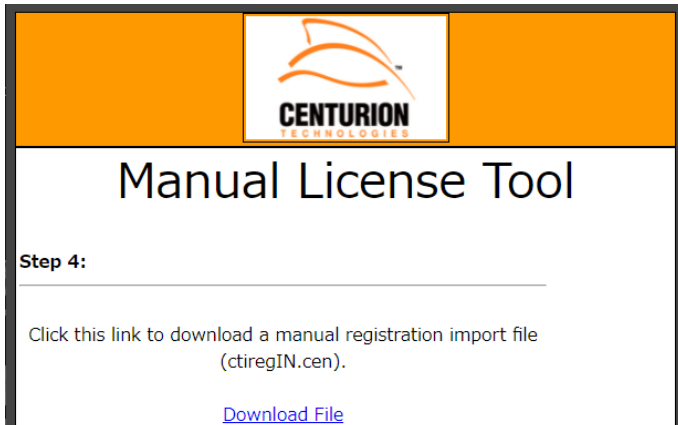 ™
CENTURION
TECHNOLOGIES
Manual License Tool
Step 4:
Click this link to download a manual registration import file
(ctiregIN.cen).
Download File